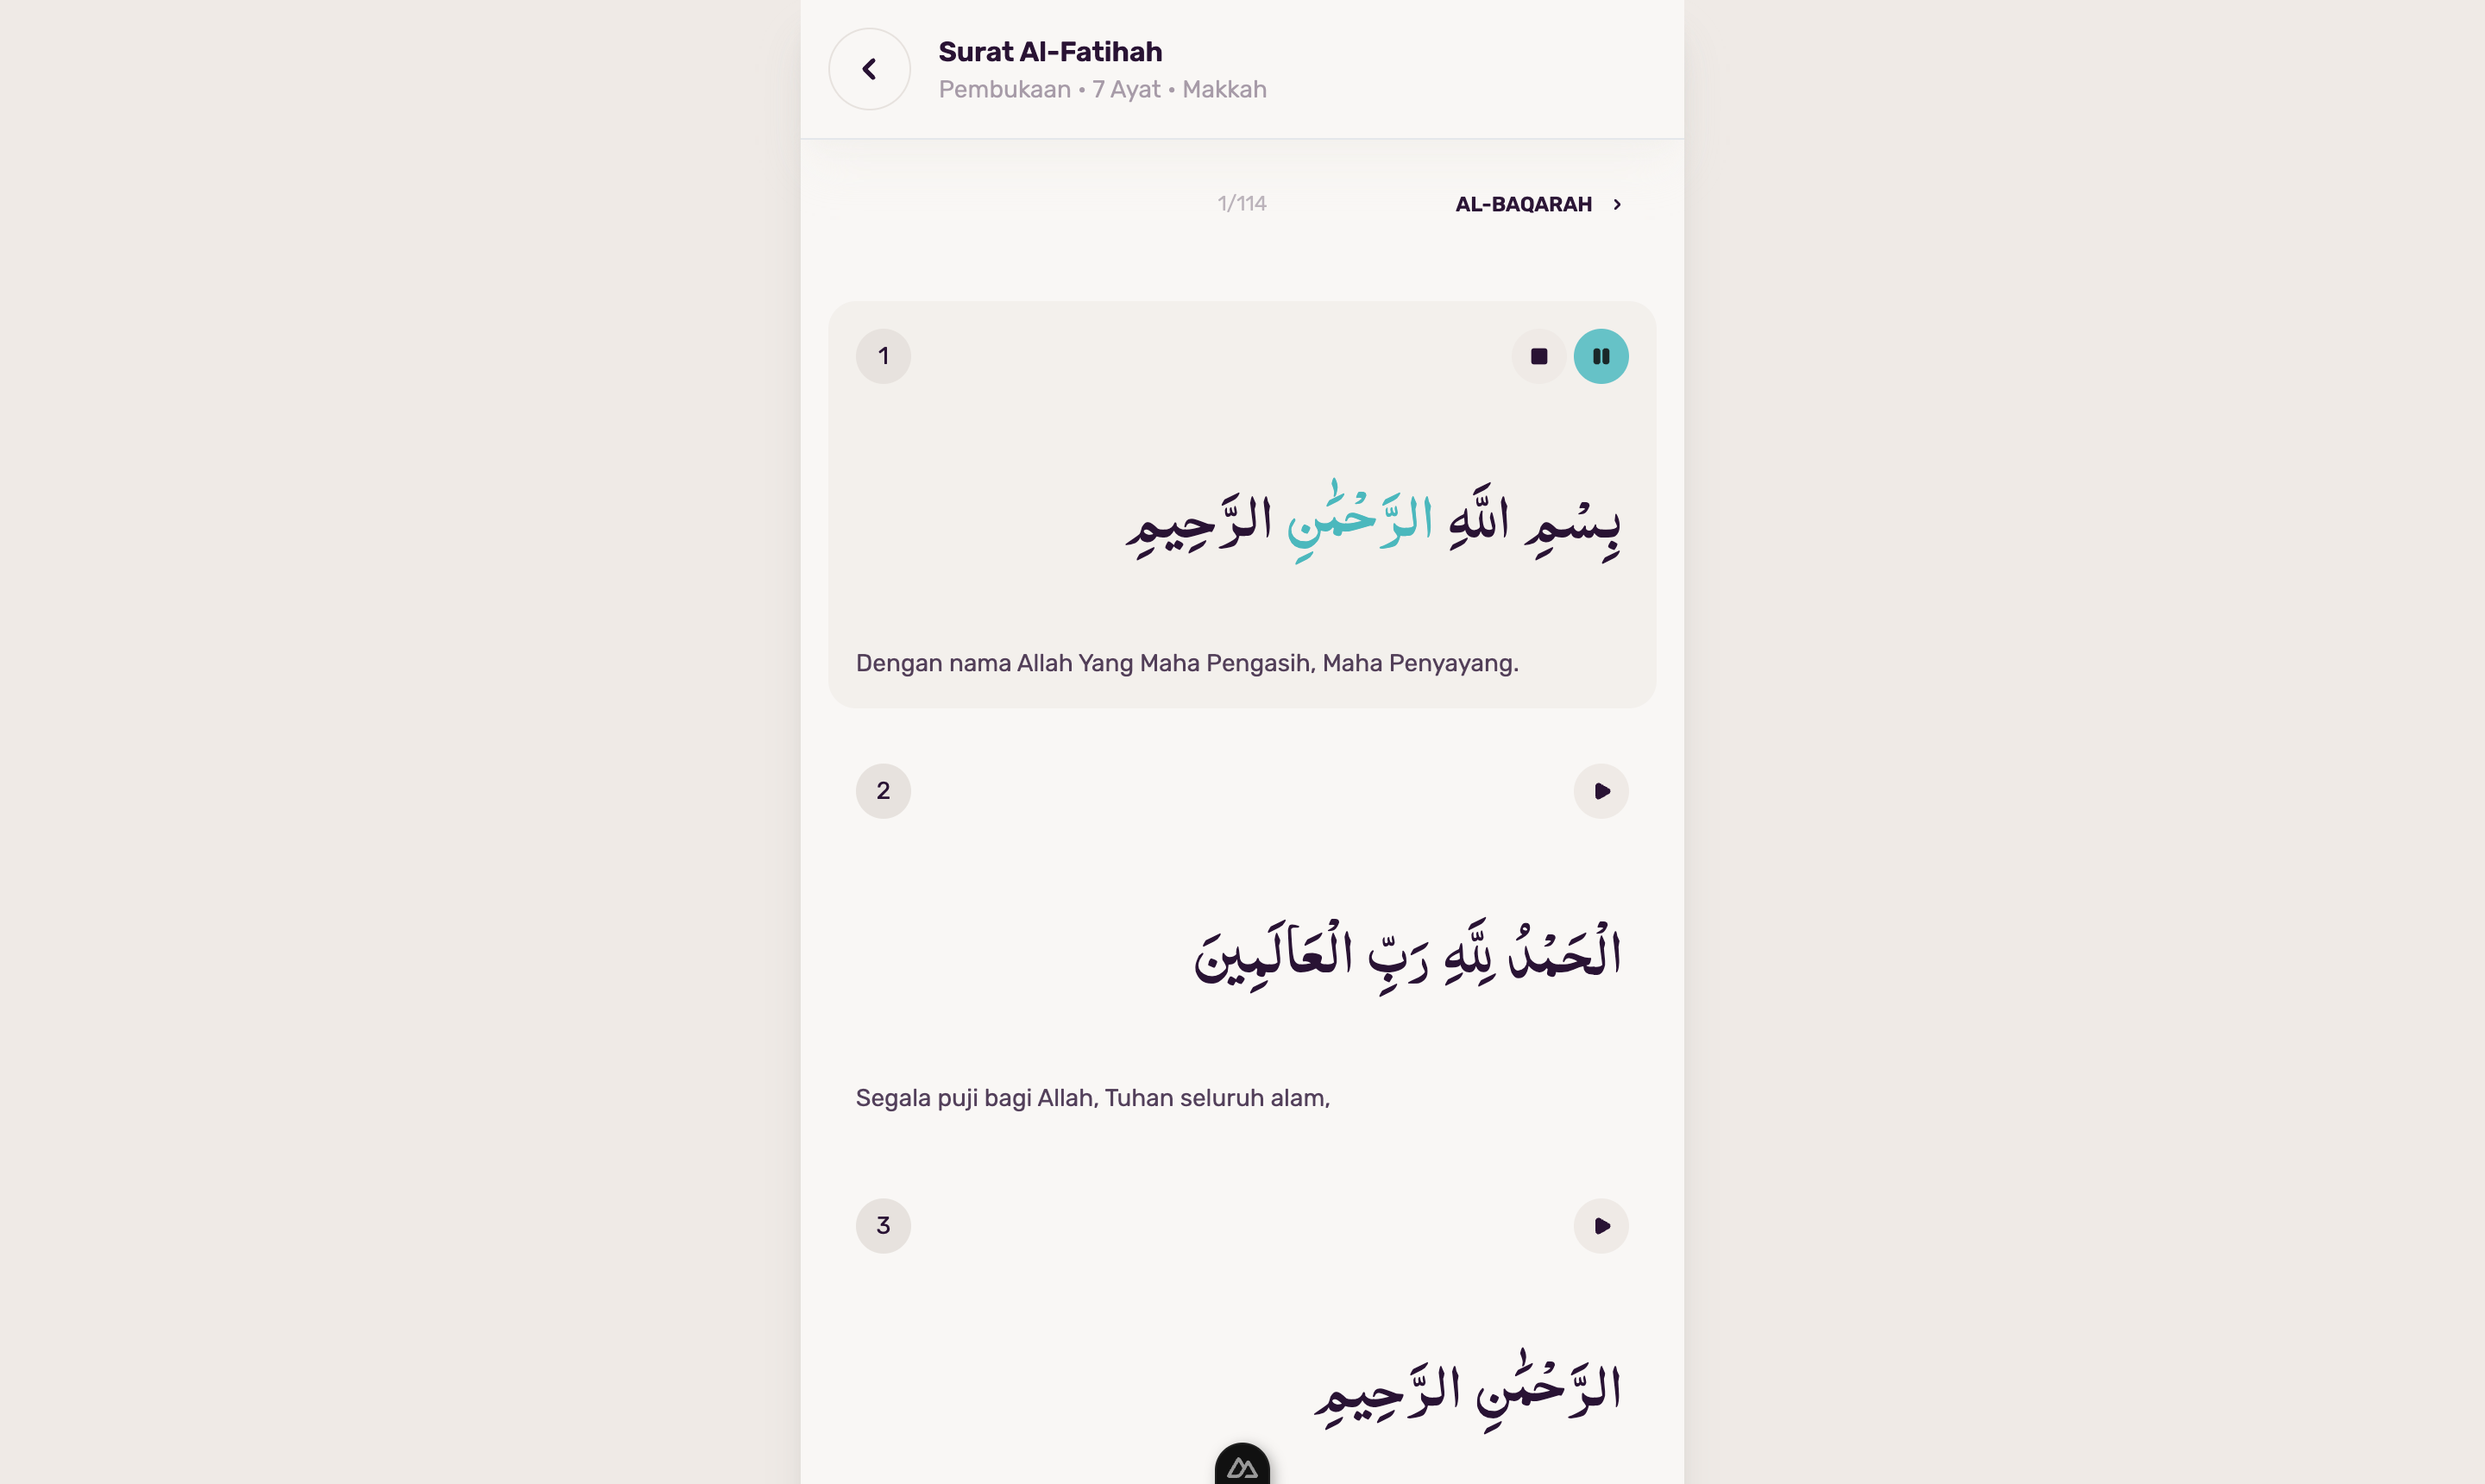 Surat Al-Fatihah
Pembukaan • 7 Ayat • Makkah
1/114
AL-BAQARAH
1
بِسْمِ اللَّهِ الرَّحْمَٰنِ الرَّحِيمِ
Dengan nama Allah Yang Maha Pengasih, Maha Penyayang.
2
الْحَمْدُ لِلَّهِ رَبِّ الْعَالَمِينَ
Segala puji bagi Allah, Tuhan seluruh alam,
3
الرَّحْمَٰنِ الرَّحِيمِ